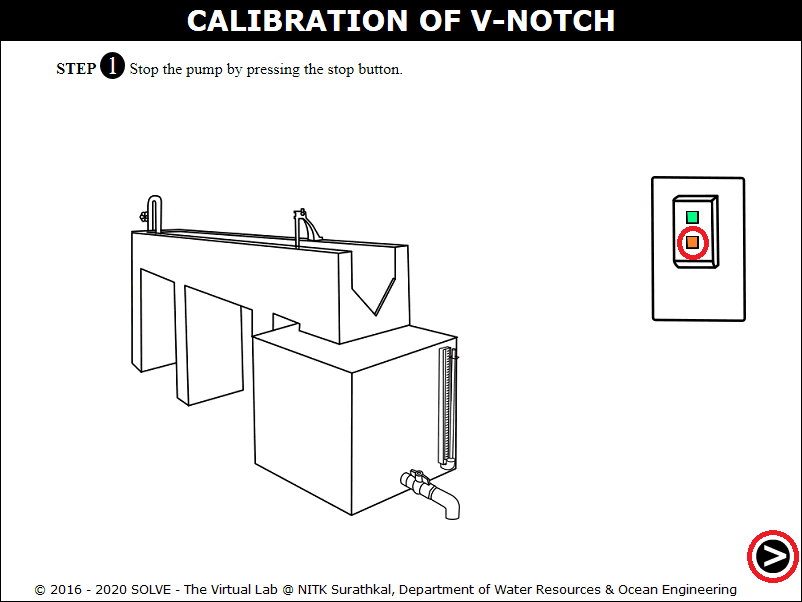 CALIBRATION OF V-NOTCH
STEP 1 Stop the pump by pressing the stop button.
>
© 2016 - 2020 SOLVE - The Virtual Lab @ NITK Surathkal, Department of Water Resources & Ocean Engineering